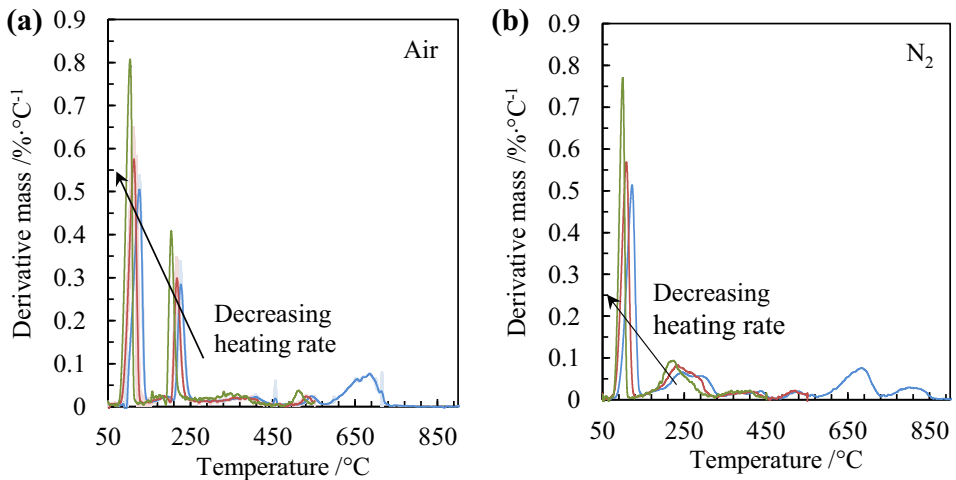 (a)
Air
Derivative mass /%·°C-1
0.9
0.8
0.7
0.6
0.5
0.4
0.3
0.2
0.1
0
Decreasing
heating rate
50 250 450 650 850
Temperature /°C
(b)
N2
Derivative mass /%·°C-1
0.9
0.8
0.7
0.6
0.5
0.4
0.3
0.2
0.1
0
Decreasing
heating rate
50 250 450 650 850
Temperature /°C